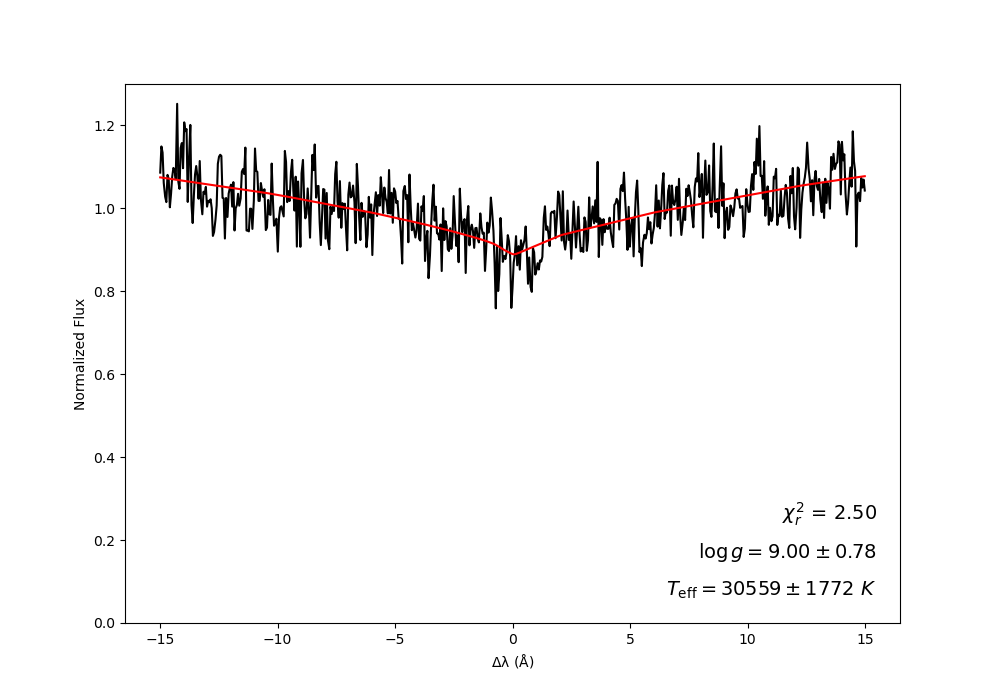 1.2
1.0
0.8
0.6
0.4
0.2
0.0
Normalized Flux
χ²ᵣ = 2.50
log g = 9.00 ± 0.78
T_eff = 30559 ± 1772 K
−15 −10 −5 0 5 10 15
Δλ (Å)